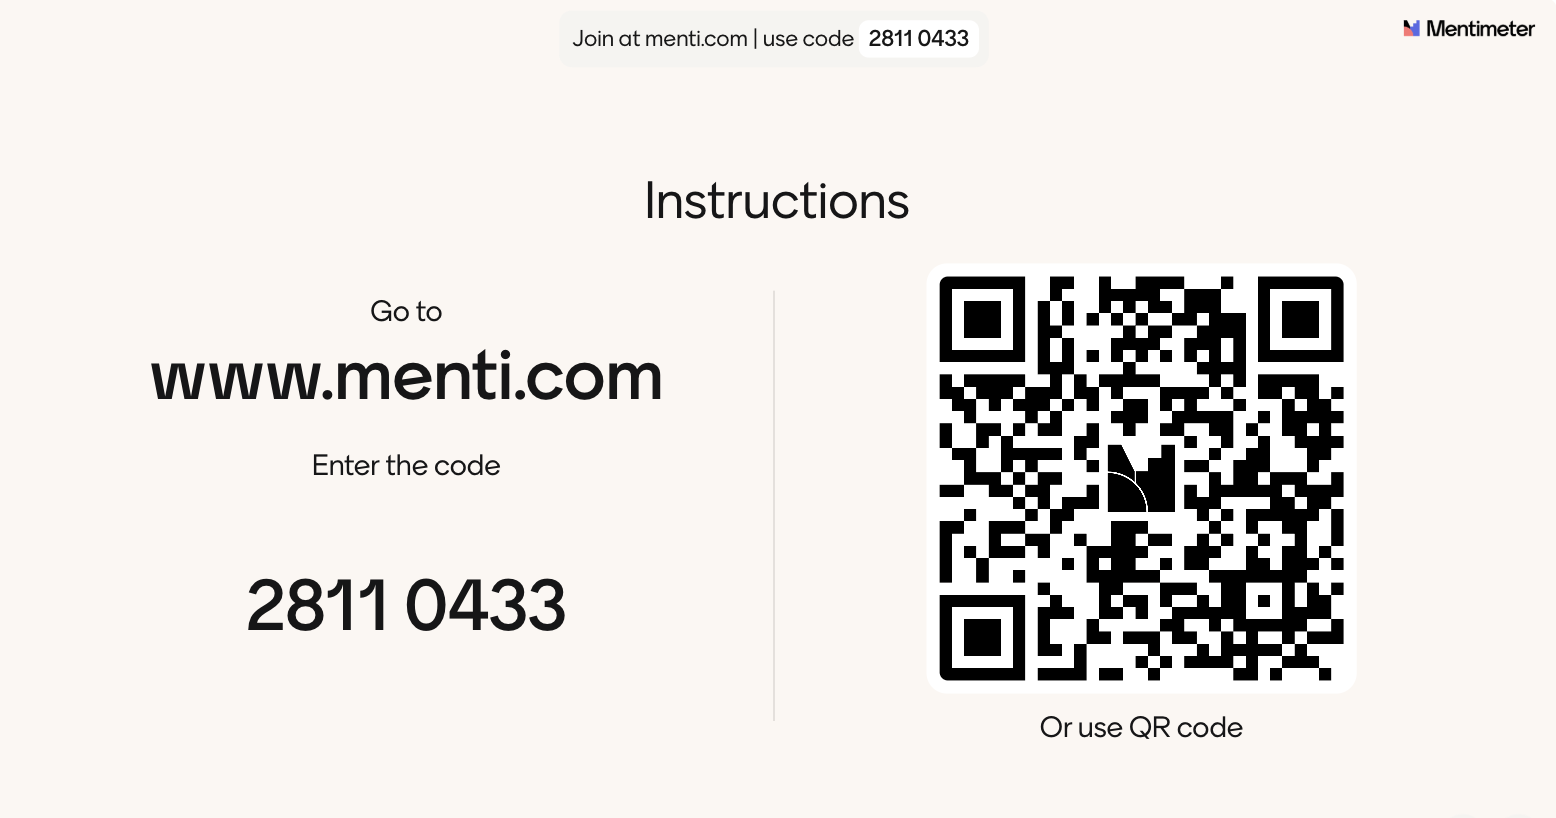 Join at menti.com | use code 2811 0433
Mentimeter
Instructions
Go to
www.menti.com
Enter the code
2811 0433
Or use QR code